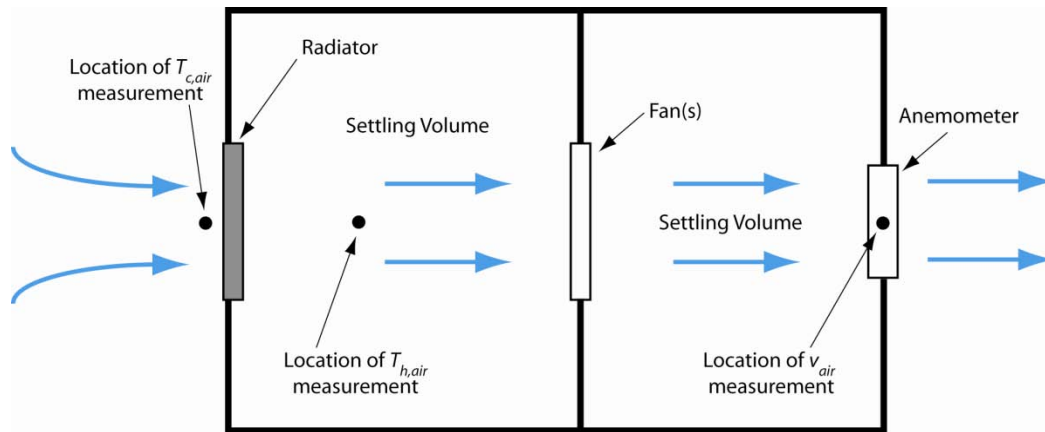 Radiator
Location of T_c,air
measurement
Settling Volume
Fan(s)
Anemometer
Settling Volume
Location of T_h,air
measurement
Location of v_air
measurement